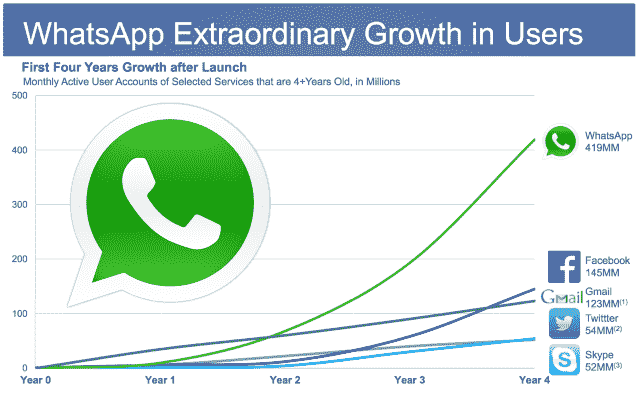 WhatsApp Extraordinary Growth in Users
First Four Years Growth after Launch
Monthly Active User Accounts of Selected Services that are 4+Years Old, in Millions
500
400
300
200
100
0
Year 0
Year 1
Year 2
Year 3
Year 4
WhatsApp
419MM
Facebook
145MM
Gmail
Gmail
123MM(1)
Twittter
54MM(2)
Skype
52MM(3)